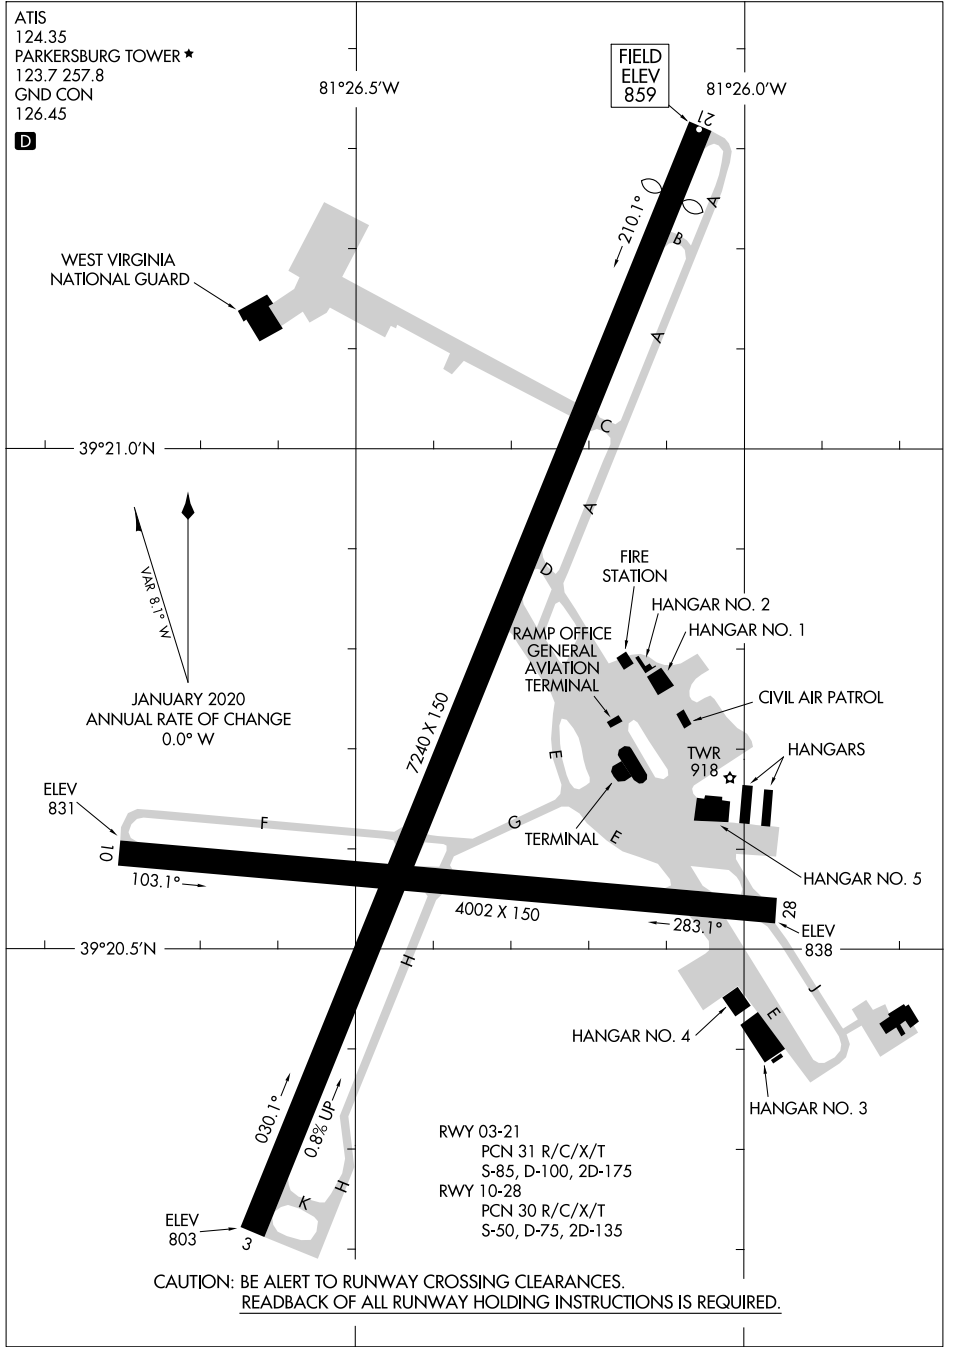 ATIS
124.35
PARKERSBURG TOWER ★
123.7 257.8
GND CON
126.45
D
81°26.5'W
FIELD
ELEV
859
81°26.0'W
21
A
210.1°
B
WEST VIRGINIA
NATIONAL GUARD
A
C
39°21.0'N
A
VAR 8.1° W
D
FIRE
STATION
HANGAR NO. 2
HANGAR NO. 1
RAMP OFFICE
GENERAL
AVIATION
TERMINAL
JANUARY 2020
ANNUAL RATE OF CHANGE
0.0° W
CIVIL AIR PATROL
7240 X 150
E
TWR
918
HANGARS
ELEV
831
F
G
TERMINAL
E
10
103.1°
HANGAR NO. 5
4002 X 150
28
283.1°
ELEV
838
39°20.5'N
H
J
E
HANGAR NO. 4
HANGAR NO. 3
030.1°
0.8% UP
RWY 03-21
PCN 31 R/C/X/T
S-85, D-100, 2D-175
RWY 10-28
PCN 30 R/C/X/T
S-50, D-75, 2D-135
H
K
ELEV
803
3
CAUTION: BE ALERT TO RUNWAY CROSSING CLEARANCES.
READBACK OF ALL RUNWAY HOLDING INSTRUCTIONS IS REQUIRED.